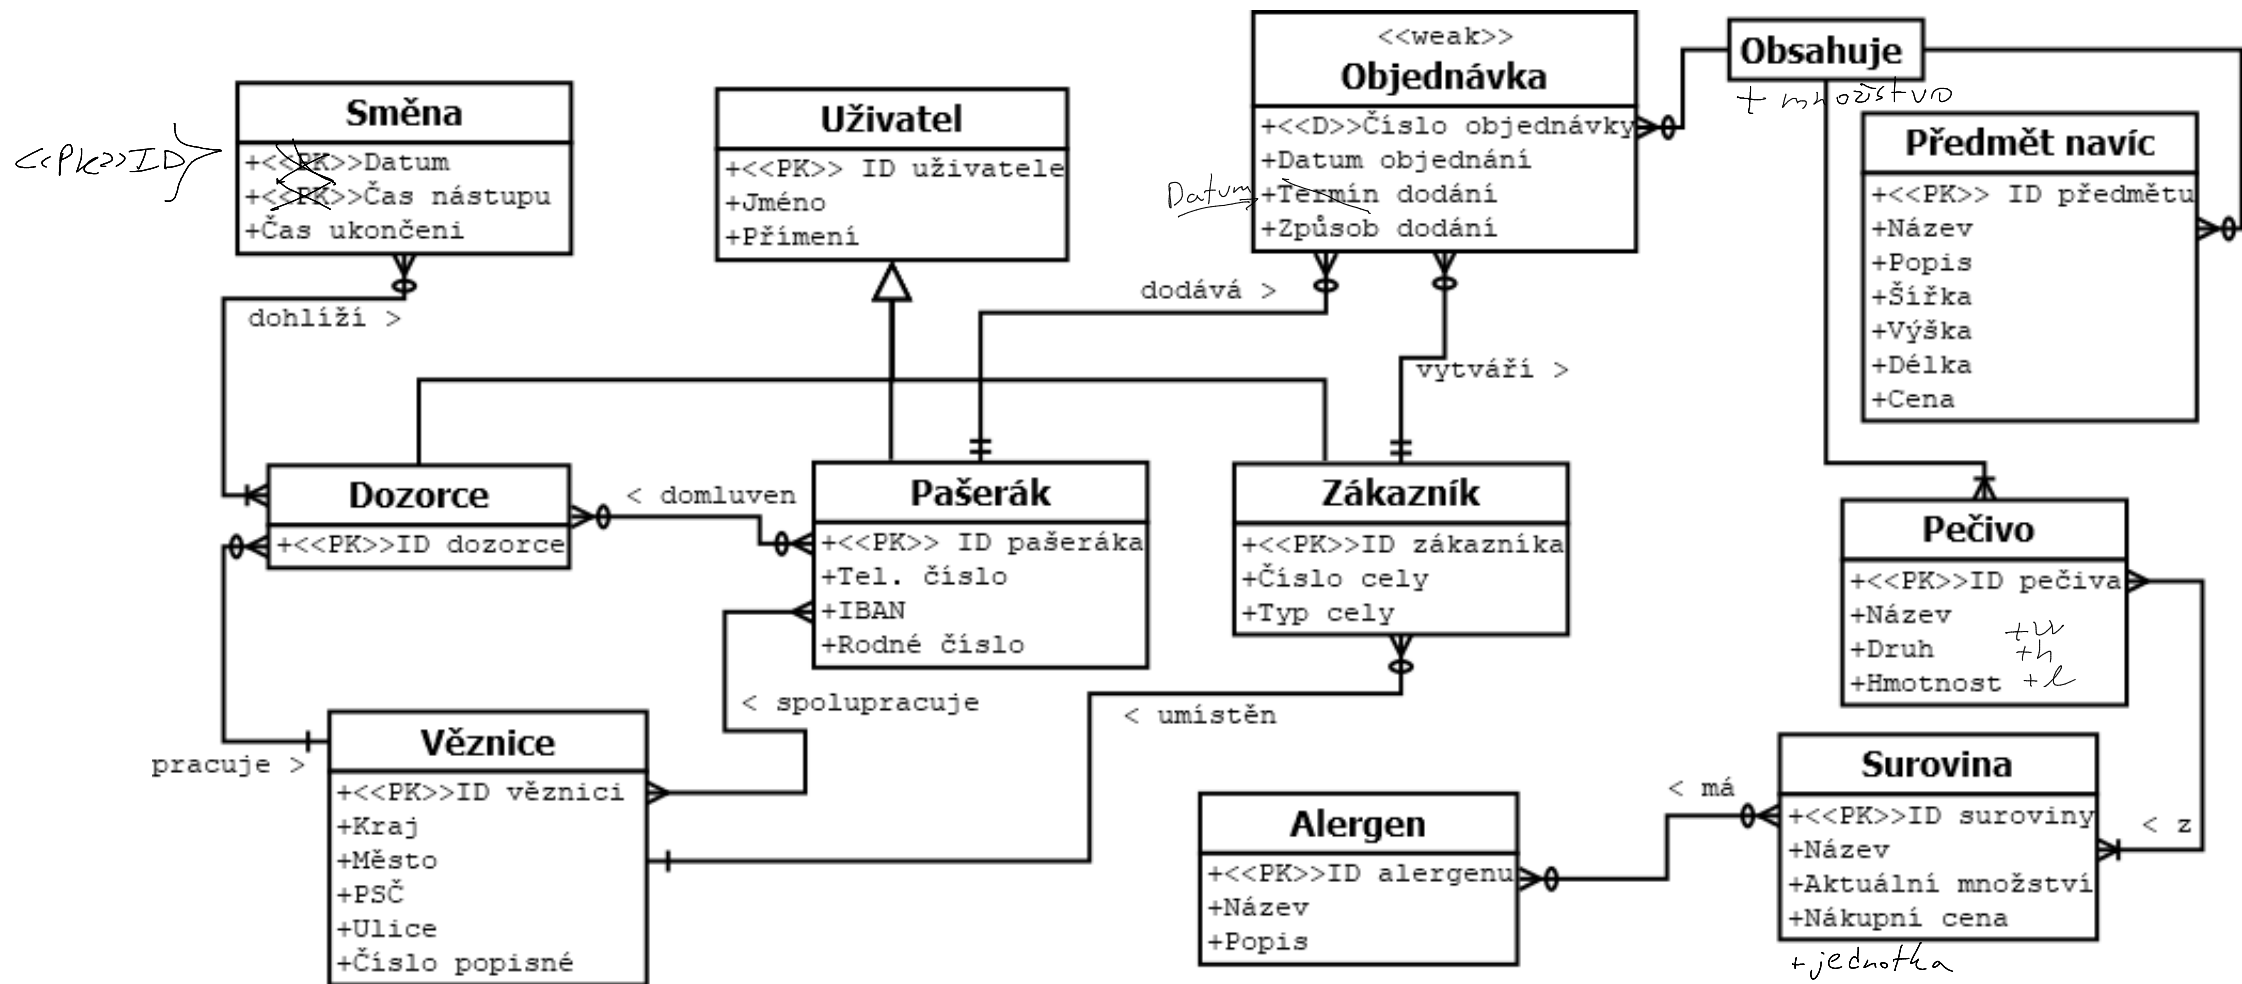 <<PK>>ID
Směna
+<<PK>>Datum
+<<PK>>Čas nástupu
+Čas ukončeni
dohlíží >
Uživatel
+<<PK>> ID uživatele
+Jméno
+Přímení
<<weak>>
Objednávka
+<<D>>Číslo objednávky
+Datum objednání
Datum
+Termín dodání
+Způsob dodání
dodává >
vytváří >
Obsahuje
+ množstvo
Předmět navíc
+<<PK>> ID předmětu
+Název
+Popis
+Šířka
+Výška
+Délka
+Cena
Dozorce
+<<PK>>ID dozorce
< domluven
Pašerák
+<<PK>> ID pašeráka
+Tel. číslo
+IBAN
+Rodné číslo
Zákazník
+<<PK>>ID zákazníka
+Číslo cely
+Typ cely
Pečivo
+<<PK>>ID pečiva
+Název
+Druh
+Hmotnost
+w
+h
+l
< spolupracuje
< umístěn
pracuje >
Věznice
+<<PK>>ID věznici
+Kraj
+Město
+PSČ
+Ulice
+Číslo popisné
Alergen
+<<PK>>ID alergenu
+Název
+Popis
< má
Surovina
+<<PK>>ID suroviny
+Název
+Aktuální množství
+Nákupní cena
+jednotka
< z